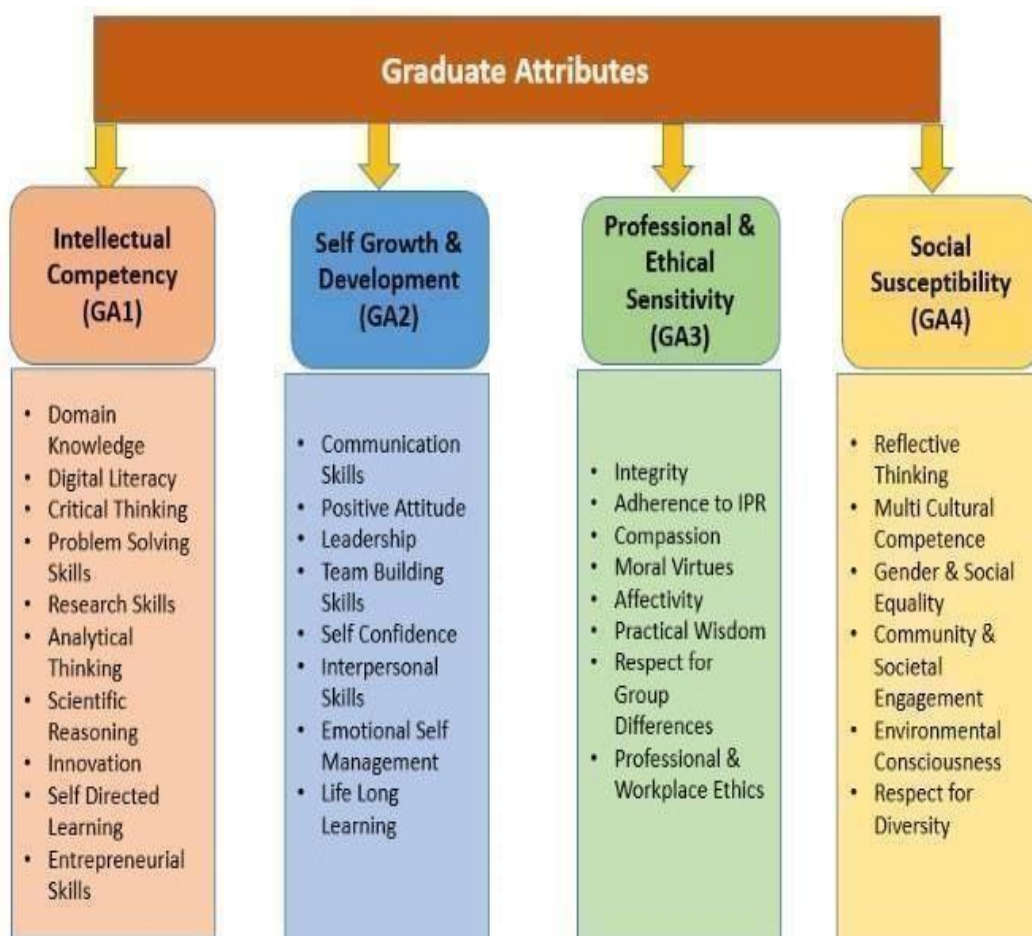 Graduate Attributes
Intellectual
Competency
(GA1)
• Domain
Knowledge
• Digital Literacy
• Critical Thinking
• Problem Solving
Skills
• Research Skills
• Analytical
Thinking
• Scientific
Reasoning
• Innovation
• Self Directed
Learning
• Entrepreneurial
Skills
Self Growth &
Development
(GA2)
• Communication
Skills
• Positive Attitude
• Leadership
• Team Building
Skills
• Self Confidence
• Interpersonal
Skills
• Emotional Self
Management
• Life Long
Learning
Professional &
Ethical
Sensitivity
(GA3)
• Integrity
• Adherence to IPR
• Compassion
• Moral Virtues
• Affectivity
• Practical Wisdom
• Respect for
Group
Differences
• Professional &
Workplace Ethics
Social
Susceptibility
(GA4)
• Reflective
Thinking
• Multi Cultural
Competence
• Gender & Social
Equality
• Community &
Societal
Engagement
• Environmental
Consciousness
• Respect for
Diversity